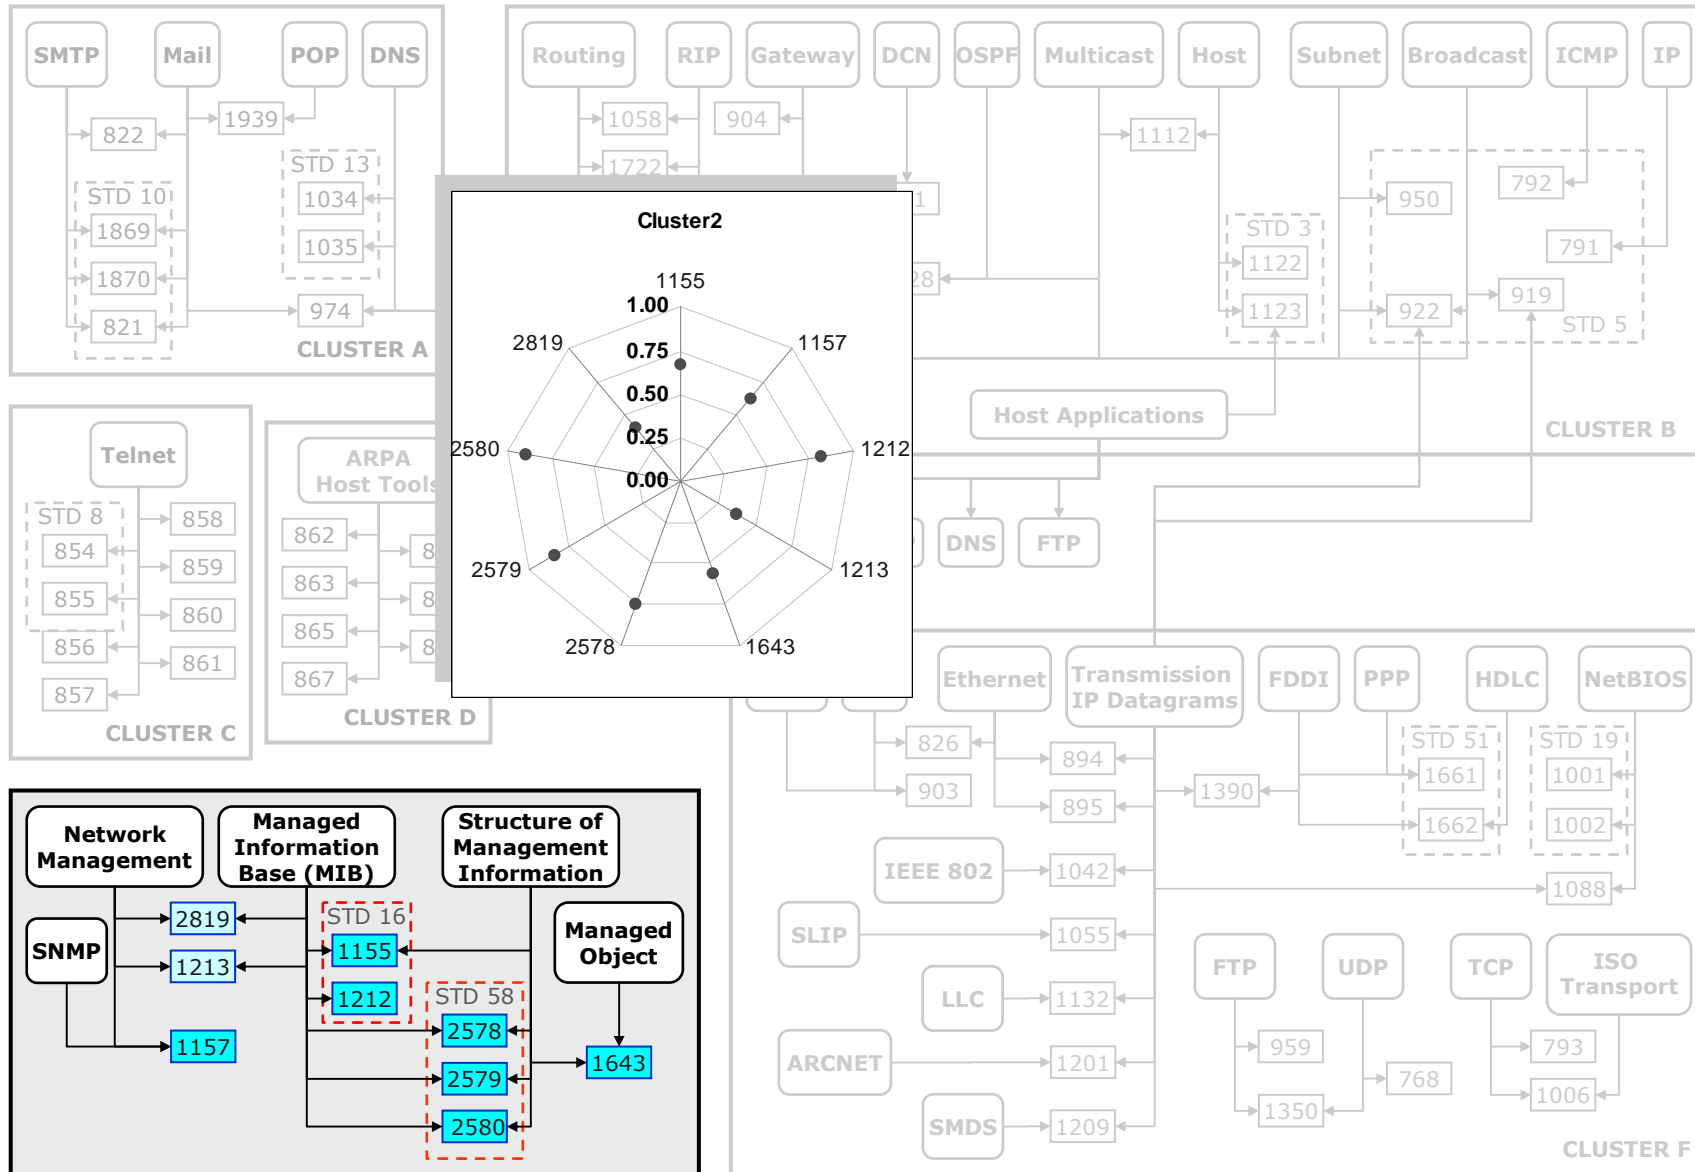 SMTP
Mail
POP
DNS
822
1939
STD 13
1034
1035
STD 10
1869
1870
821
974
CLUSTER A
Routing
RIP
Gateway
DCN
OSPF
Multicast
Host
Subnet
Broadcast
ICMP
IP
1058
904
1112
1722
792
950
STD 3
791
1122
919
1123
922
STD 5
Host Applications
CLUSTER B
DNS
FTP
Cluster2
1155
1.00
2819
1157
0.75
0.50
2580
1212
0.25
0.00
2579
1213
2578
1643
Telnet
STD 8
858
854
859
855
860
856
861
857
CLUSTER C
ARPA
Host Tools
862
863
865
867
CLUSTER D
Ethernet
Transmission
IP Datagrams
FDDI
PPP
HDLC
NetBIOS
826
894
STD 51
STD 19
903
895
1390
1661
1001
1662
1002
IEEE 802
1042
1088
SLIP
1055
LLC
1132
ARCNET
1201
SMDS
1209
FTP
UDP
TCP
ISO
Transport
959
793
768
1350
1006
CLUSTER F
Network
Management
Managed
Information
Base (MIB)
Structure of
Management
Information
SNMP
2819
STD 16
Managed
Object
1155
1213
1212
STD 58
2578
1157
1643
2579
2580